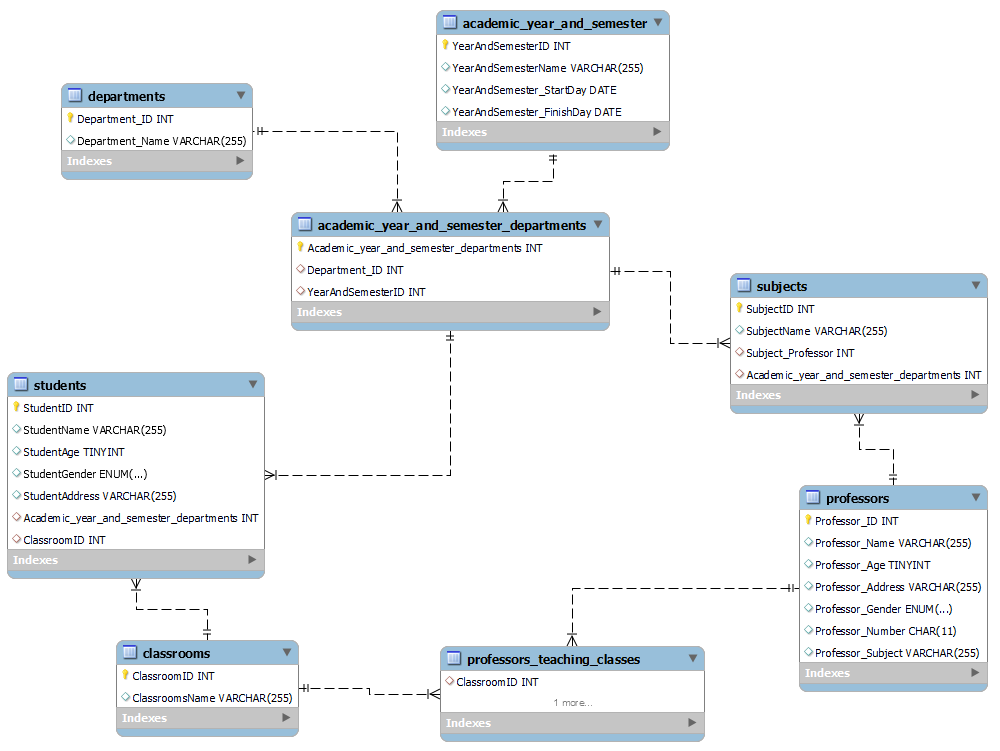 academic_year_and_semester
YearAndSemesterID INT
YearAndSemesterName VARCHAR(255)
YearAndSemester_StartDay DATE
YearAndSemester_FinishDay DATE
Indexes
departments
Department_ID INT
Department_Name VARCHAR(255)
Indexes
academic_year_and_semester_departments
Academic_year_and_semester_departments INT
Department_ID INT
YearAndSemesterID INT
Indexes
subjects
SubjectID INT
SubjectName VARCHAR(255)
Subject_Professor INT
Academic_year_and_semester_departments INT
Indexes
students
StudentID INT
StudentName VARCHAR(255)
StudentAge TINYINT
StudentGender ENUM(...)
StudentAddress VARCHAR(255)
Academic_year_and_semester_departments INT
ClassroomID INT
Indexes
professors
Professor_ID INT
Professor_Name VARCHAR(255)
Professor_Age TINYINT
Professor_Address VARCHAR(255)
Professor_Gender ENUM(...)
Professor_Number CHAR(11)
Professor_Subject VARCHAR(255)
Indexes
classrooms
ClassroomID INT
ClassroomsName VARCHAR(255)
Indexes
professors_teaching_classes
ClassroomID INT
1 more...
Indexes